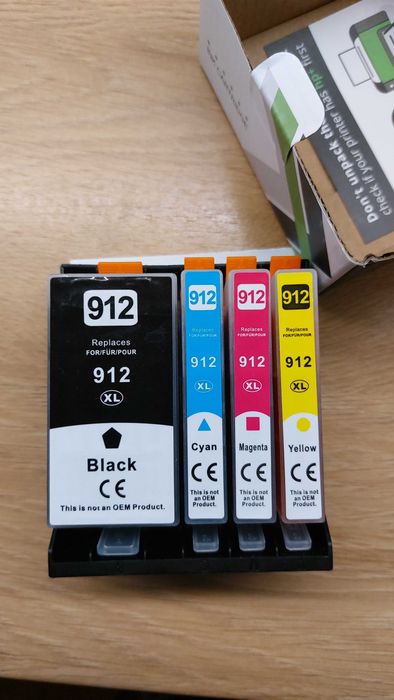 Don't unpack the
check if your printer has hp+ first
912
Replaces
FOR/FÜR/POUR
912
XL
Black
CE
This is not an OEM Product.
912
Replaces
FOR/FÜR/POUR
912
XL
Cyan
CE
This is not
an OEM
Product.
912
Replaces
FOR/FÜR/POUR
912
XL
Magenta
CE
This is not
an OEM
Product.
912
Replaces
FOR/FÜR/POUR
912
XL
Yellow
CE
This is not
an OEM
Product.